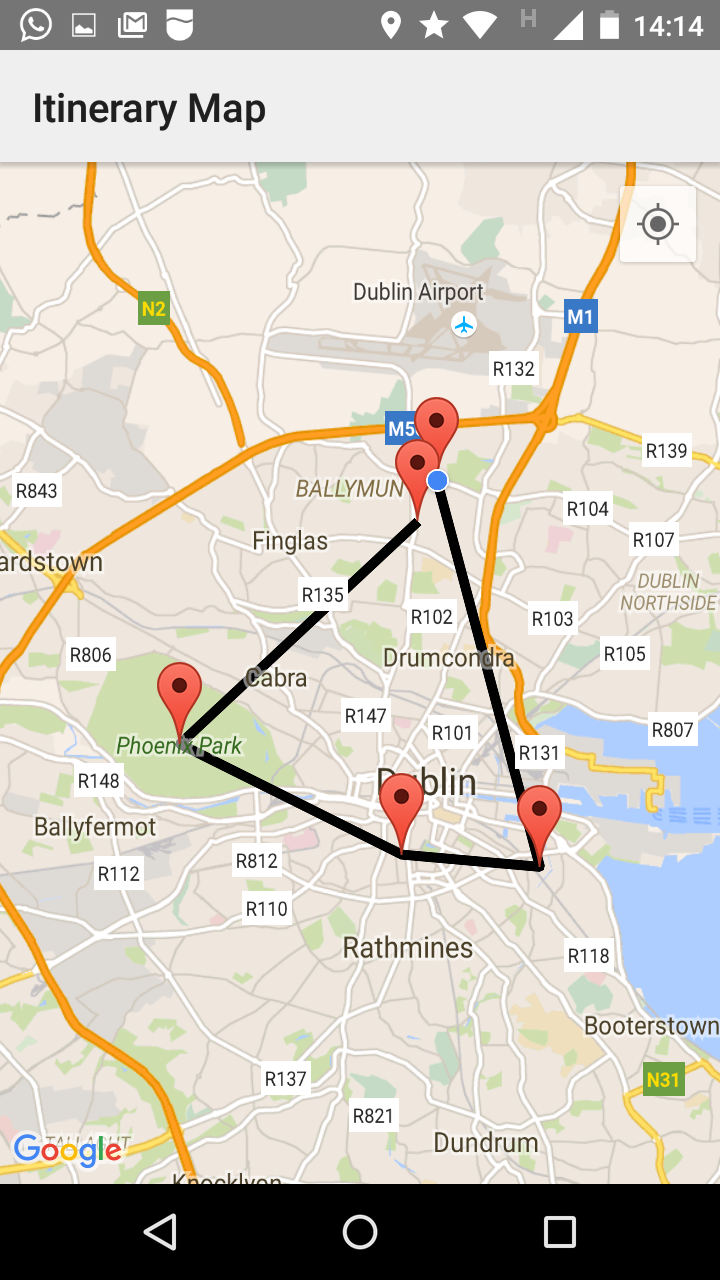 14:14
H
Itinerary Map
Dublin Airport
N2
M1
R132
M5
R139
BALLYMUN
R843
R104
Finglas
R107
ardstown
DUBLIN
NORTHSIDE
R135
R102
R103
R806
Drumcondra
R105
Cabra
R147
R101
R807
Phoenix Park
R131
R148
Dublin
Ballyfermot
R812
R112
R110
Rathmines
R118
Booterstown
R137
N31
R821
Google
TALLAGHT
Dundrum
Knocklyon